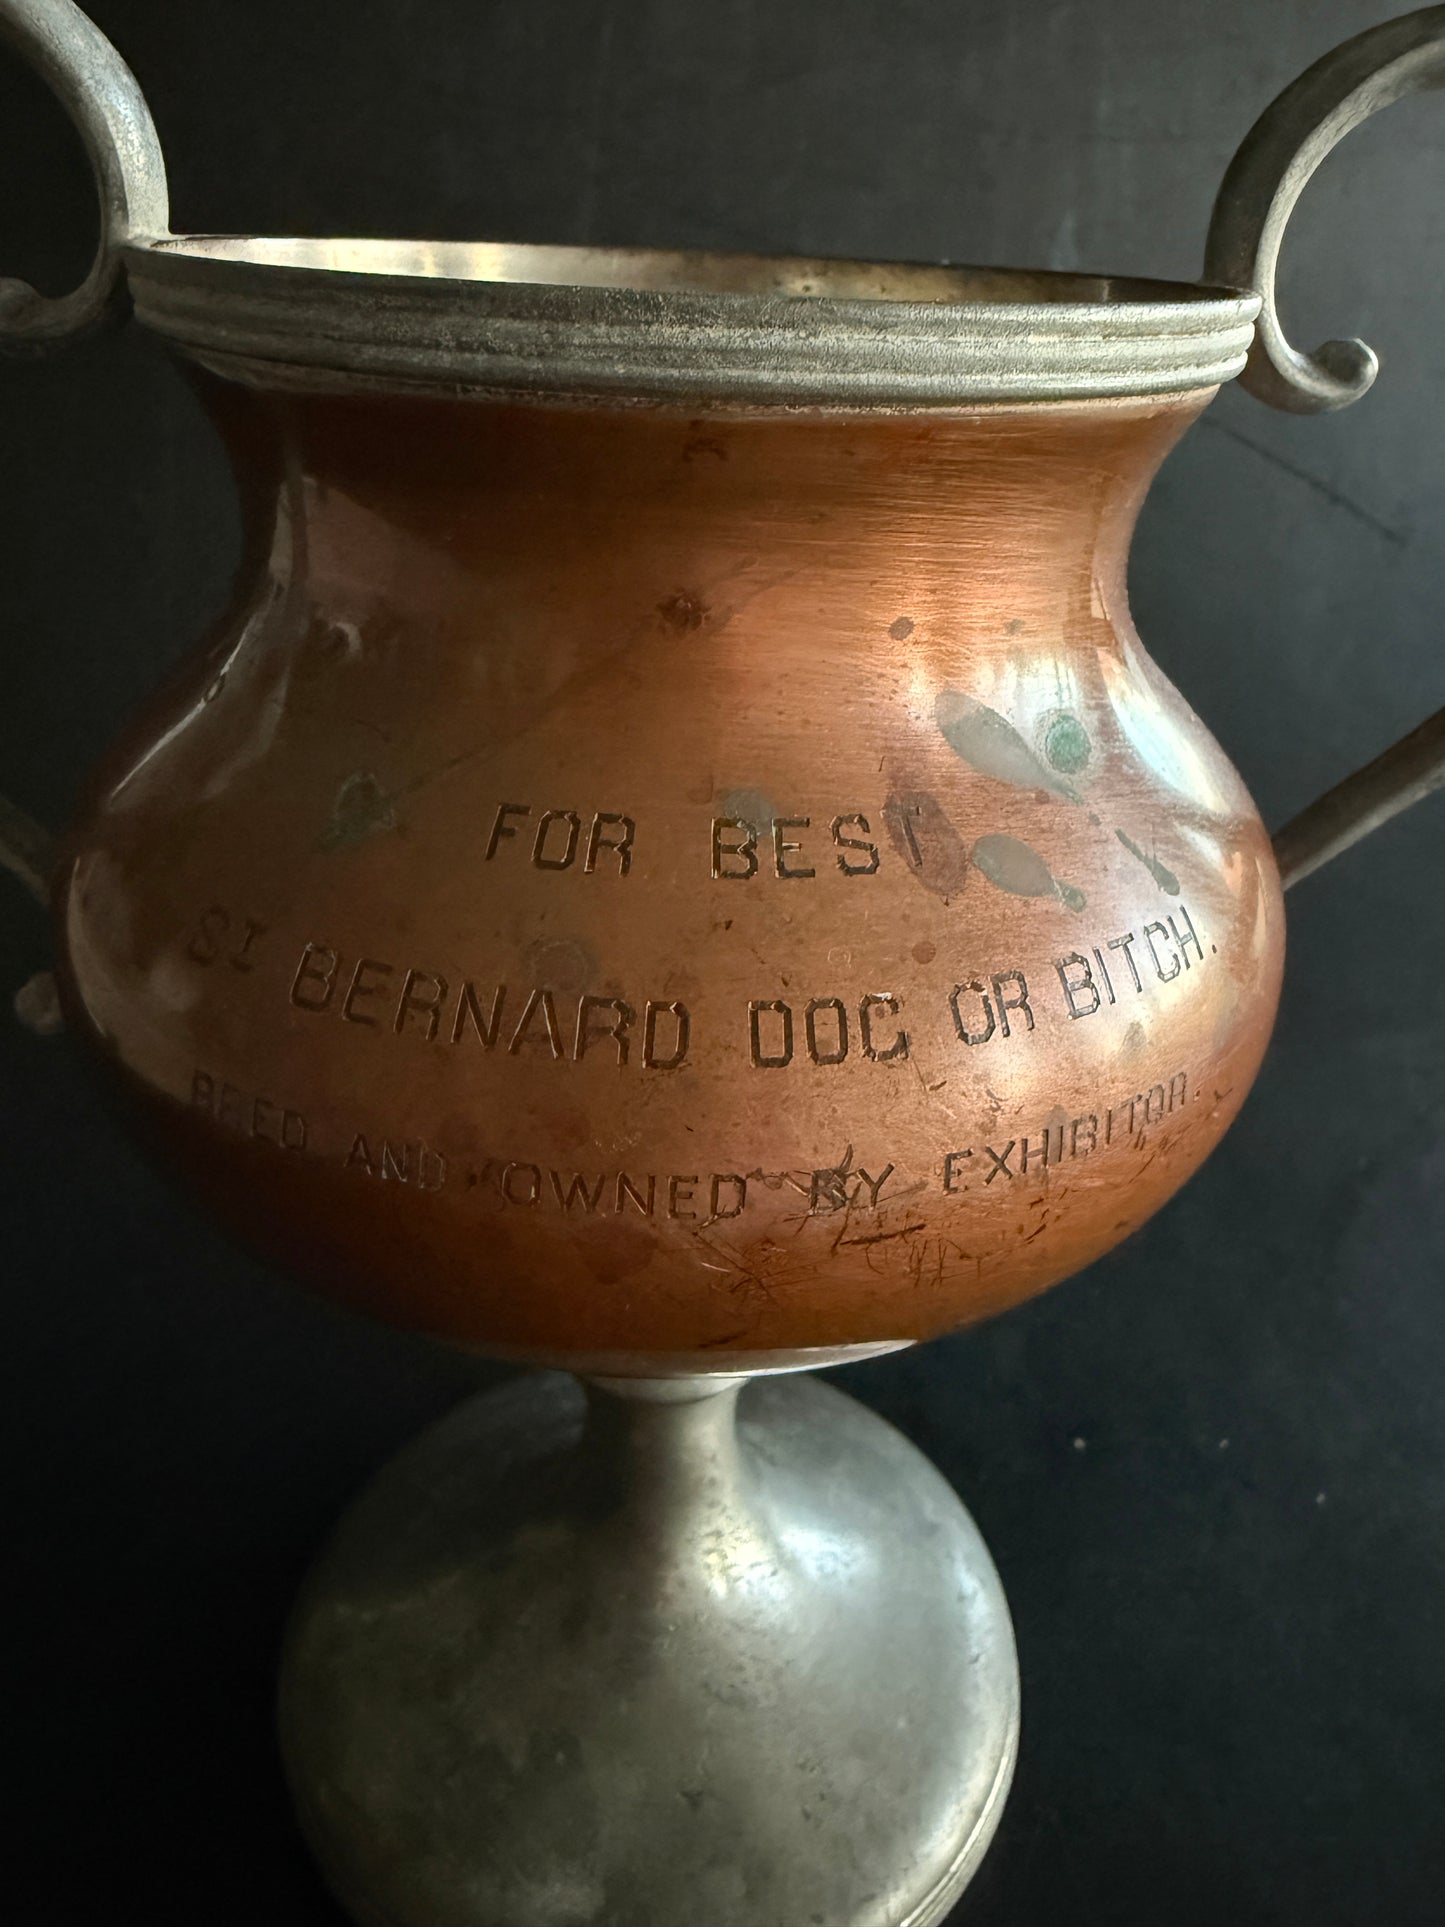 FOR BEST
ST BERNARD DOG OR BITCH.
BRED AND OWNED BY EXHIBITOR.